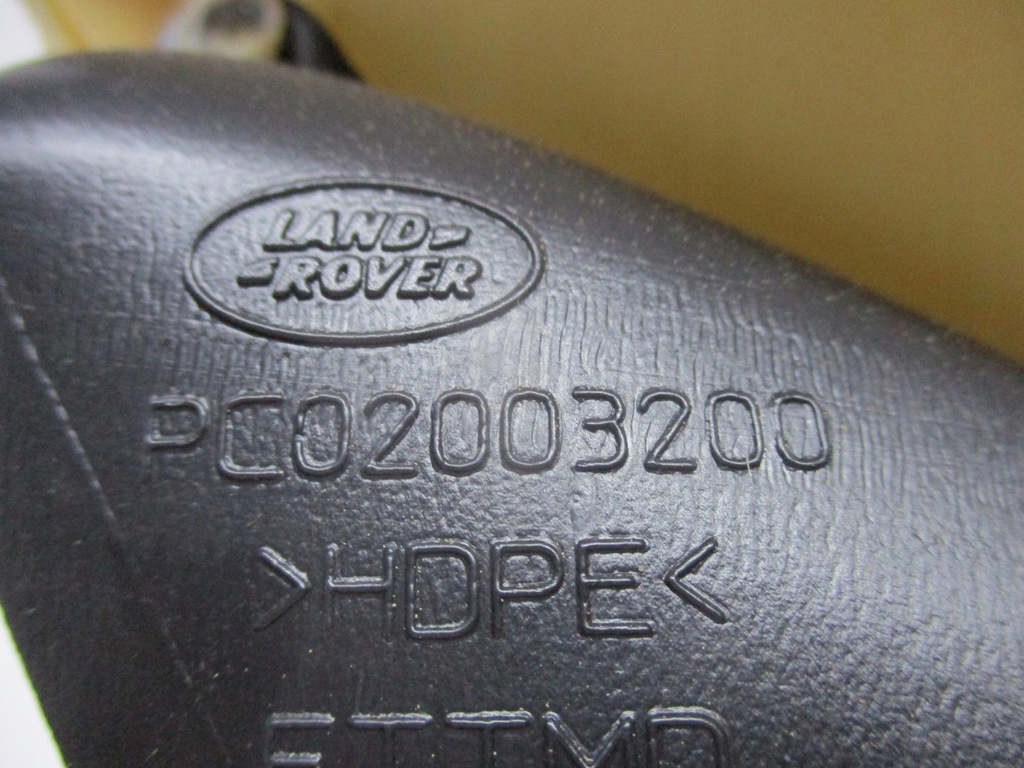 LAND-
-ROVER
PC02003200
>HDPE<